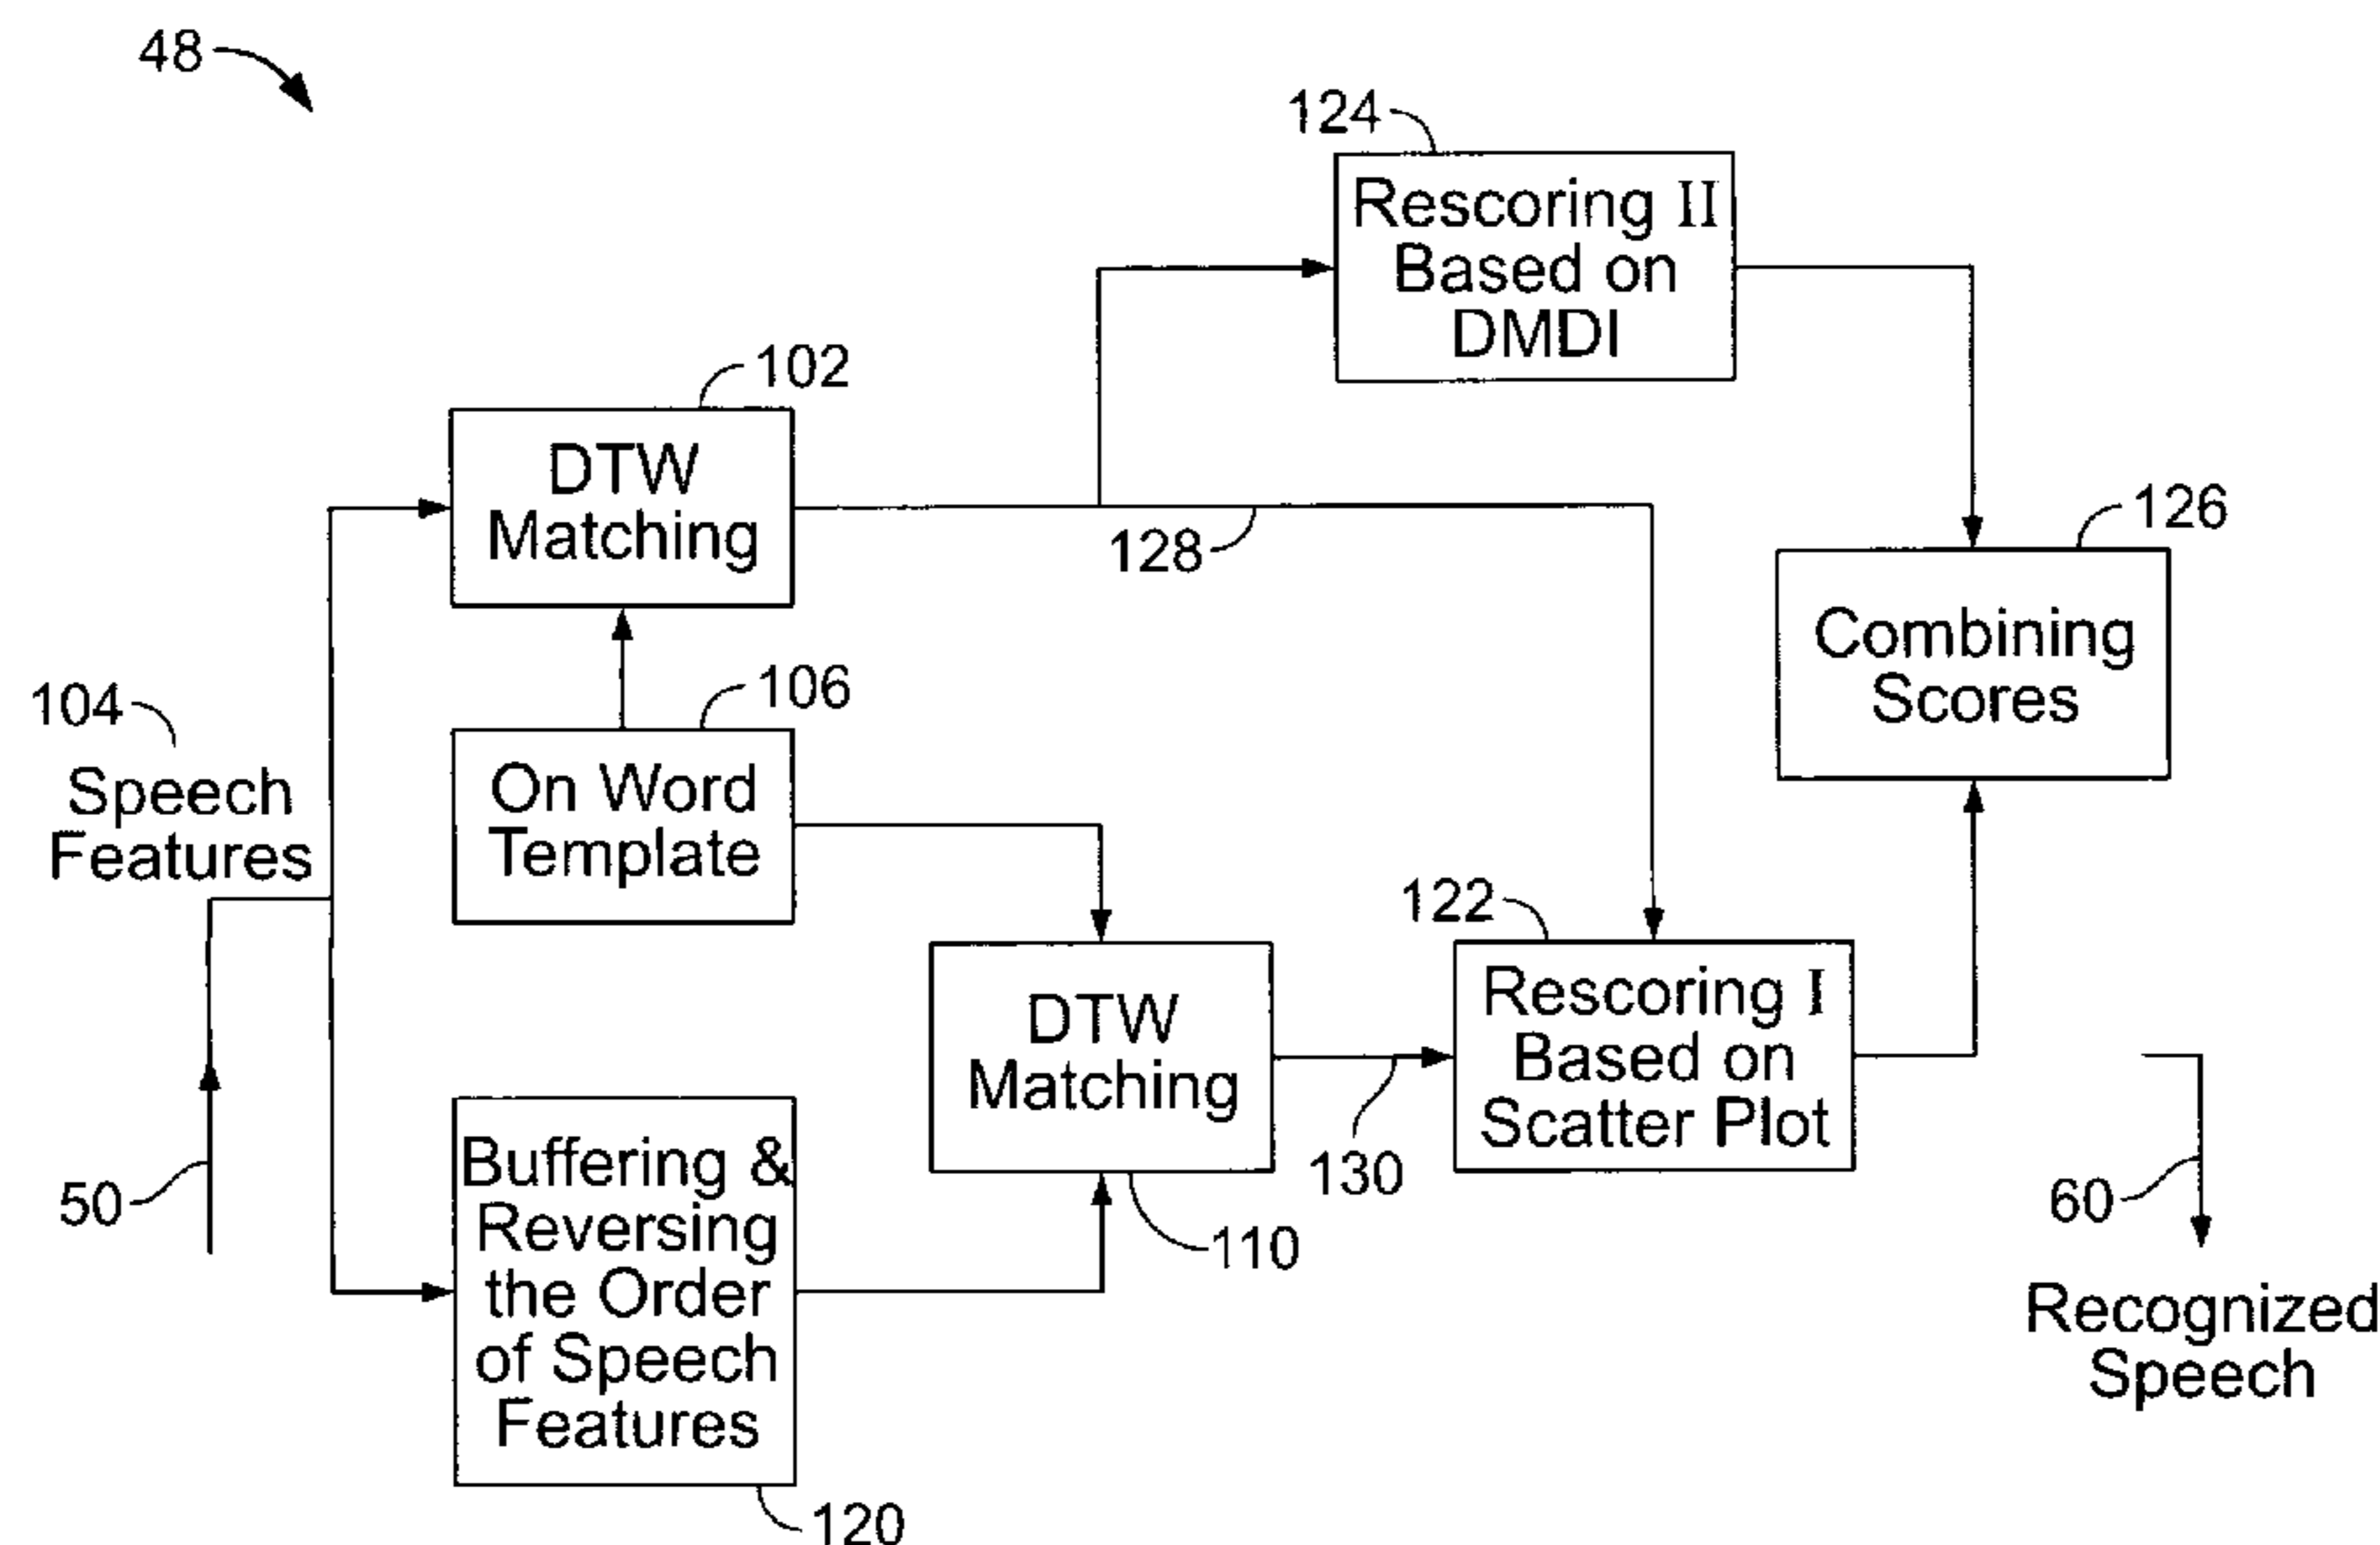 48
124
Rescoring II
Based on
DMDI
102
DTW
Matching
128
126
Combining
Scores
104
Speech
Features
106
On Word
Template
122
Rescoring I
Based on
Scatter Plot
DTW
Matching
130
110
50
Buffering &
Reversing
the Order
of Speech
Features
120
60
Recognized
Speech